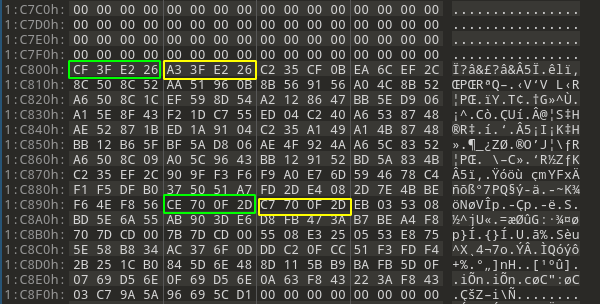 1:C7C0h: 00 00 00 00 00 00 00 00 00 00 00 00 00 00 00 00 ................
1:C7D0h: 00 00 00 00 00 00 00 00 00 00 00 00 00 00 00 00 ................
1:C7E0h: 00 00 00 00 00 00 00 00 00 00 00 00 00 00 00 00 ................
1:C7F0h: 00 00 00 00 00 00 00 00 00 00 00 00 00 00 00 00 ................
1:C800h: CF 3F E2 26 A3 3F E2 26 C2 35 CF 0B EA 6C EF 2C Ï?â&£?â&Â5Ï.êlï,
1:C810h: 8C 50 8C 52 AA 51 96 0B 8B 56 91 56 A0 4C 8B 52 ŒPŒRªQ–.‹V‘V L‹R
1:C820h: A6 50 8C 1C EF 59 8D 54 A2 12 86 47 BB 5E D9 06 ¦PŒ.ïY.T¢.†G»^Ù.
1:C830h: A1 5E 8F 43 F2 1D C7 55 ED 04 C2 40 A6 53 87 48 ¡^.Cò.ÇUí.Â@¦S‡H
1:C840h: AE 52 87 1B ED 1A 91 04 C2 35 A1 49 A1 4B 87 48 ®R‡.í.‘.Â5¡I¡K‡H
1:C850h: BB 12 B6 5F BF 5A D8 06 AE 4F 92 4A A6 5C 83 52 ».¶_¿ZØ.®O’J¦\ƒR
1:C860h: A6 50 8C 09 A0 5C 96 43 BB 12 91 52 BD 5A 83 4B ¦PŒ. \–C».‘R½ZƒK
1:C870h: C2 35 EF 2C 90 9F F3 F6 F9 A0 E7 6D 59 46 78 C4 Â5ï,.Ÿóöù çmYFxÄ
1:C880h: F1 F5 DF B0 37 50 51 A7 FD 2D E4 08 2D 7E 4B BE ñõß°7PQ§ý-ä.-~K¾
1:C890h: F6 4E F8 56 CE 70 0F 2D C7 70 0F 2D EB 03 53 08 öNøVÎp.-Çp.-ë.S.
1:C8A0h: BD 5E 6A 55 AB 90 3D E6 D8 FB 47 3A B7 BE A4 F8 ½^jU«.=æØûG:·¾¤ø
1:C8B0h: 70 7D CD 00 7B 7D CD 00 55 08 E3 25 05 53 E8 75 p}Í.{}Í.U.ã%.Sèu
1:C8C0h: 5E 58 B8 34 AC 37 6F 0D DD C2 0F CC 51 F3 FD F4 ^X¸4¬7o.ÝÂ.ÌQóýô
1:C8D0h: 2B 25 1C B0 84 5D 6E 48 8D 11 5B B9 BA FB 5D 0F +%.°„]nH..[¹ºû].
1:C8E0h: 07 69 D5 6E 0F 69 D5 6E 0A 63 F8 43 22 3A F8 43 .iÕn.iÕn.cøC":øC
1:C8F0h: 03 C7 9A 5A 96 69 5C D1 .ÇšZ–i\Ñ